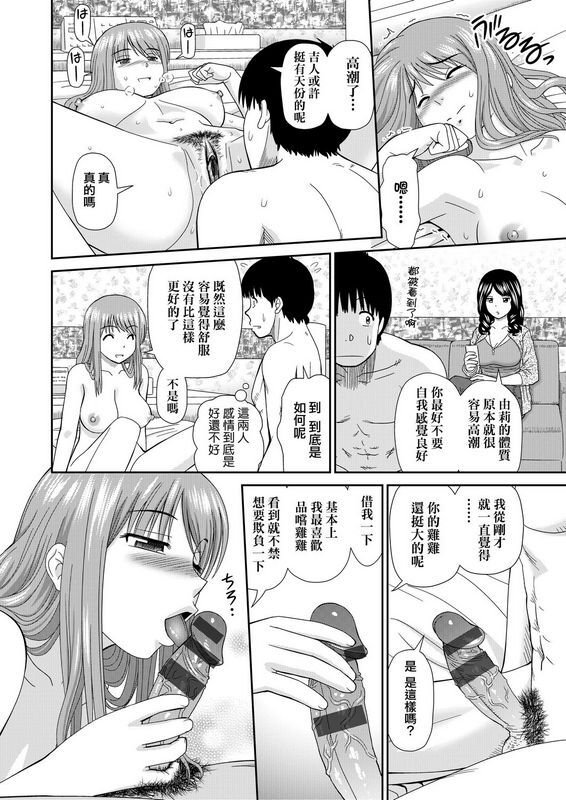 高潮了…
吉人或許
挺有天份的呢
はー
はー
嗯…
真
真的嗎
都被看到了啊
由莉的體質
原本就很
容易高潮
你最好不要
自我感覺良好
既然這麼
容易覺得舒服
沒有比這樣
更好的了
不是嗎
到 到底是
如何呢
這兩人
感情到底是
好還不好
我從剛才
就一直覺得
……
你的雞雞
還挺大的呢
是 是這樣嗎？
借我一下
基本上
我最喜歡
品嚐雞雞
看到就不禁
想要欺負一下
ちろ…